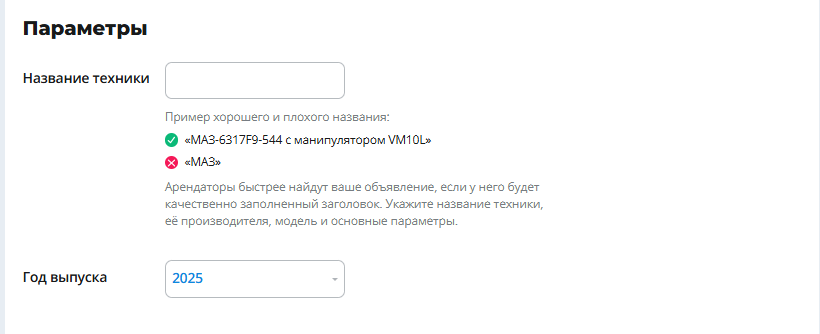 Параметры
Название техники
Пример хорошего и плохого названия:
«МАЗ-6317F9-544 с манипулятором VM10L»
«МАЗ»
Арендаторы быстрее найдут ваше объявление, если у него будет
качественно заполненный заголовок. Укажите название техники,
её производителя, модель и основные параметры.
Год выпуска
2025